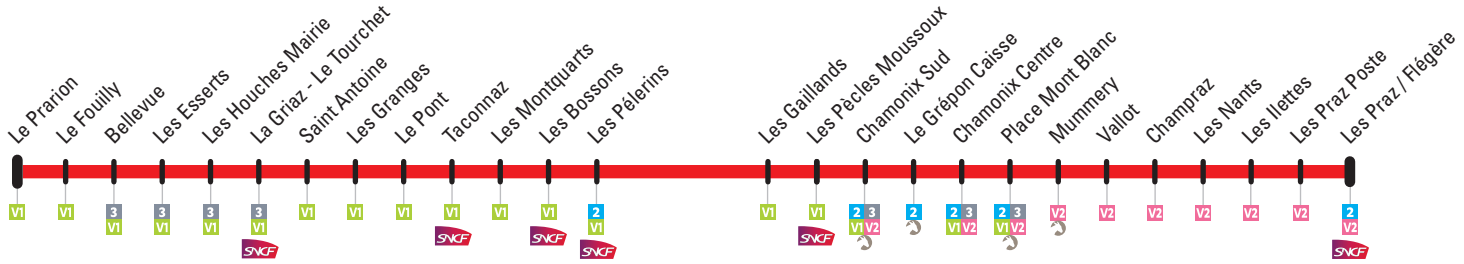 Le Prarion
Le Fouilly
Bellevue
Les Esserts
Les Houches Mairie
La Griaz - Le Tourchet
Saint Antoine
Les Granges
Le Pont
Taconnaz
Les Montquarts
Les Bossons
Les Pélerins
Les Gaillands
Les Pècles Moussoux
Chamonix Sud
Le Grépon Caisse
Chamonix Centre
Place Mont Blanc
Mummery
Vallot
Champraz
Les Nants
Les Ilettes
Les Praz Poste
Les Praz / Flégère
V1 V1 3 3 3 3 V1 V1 V1 V1 V1 V1 2 V1 V1 2 3 2 2 3 2 3 V2 V2 V2 V2 V2 V2 2
V1 V1 V1 V1 V1 V1 V2 V1 V2 V1 V2 V2
SNCF SNCF SNCF SNCF SNCF SNCF